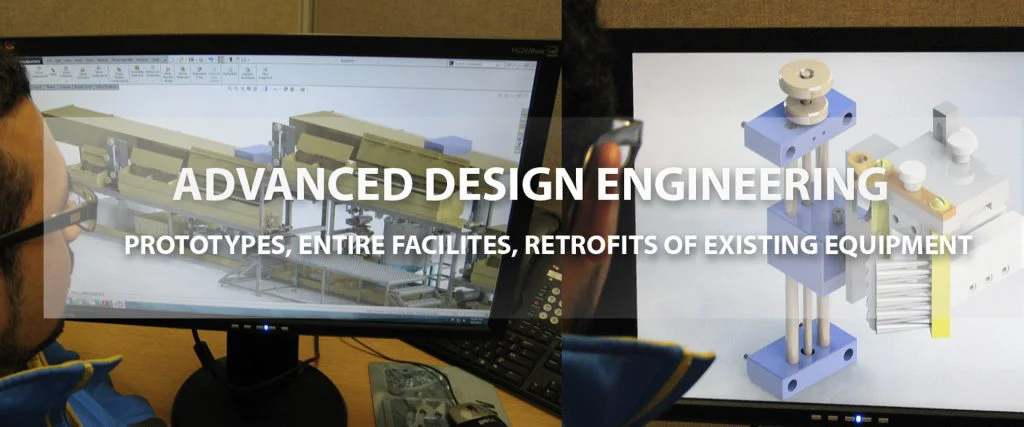 ADVANCED DESIGN ENGINEERING
PROTOTYPES, ENTIRE FACILITES, RETROFITS OF EXISTING EQUIPMENT